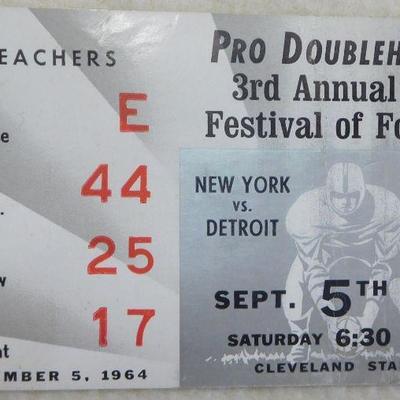 EACHERS
E
44
25
17
MBER 5, 1964
PRO DOUBLEH
3rd Annual
Festival of Fo
NEW YORK
vs.
DETROIT
SEPT. 5TH
SATURDAY 6:30
CLEVELAND STA